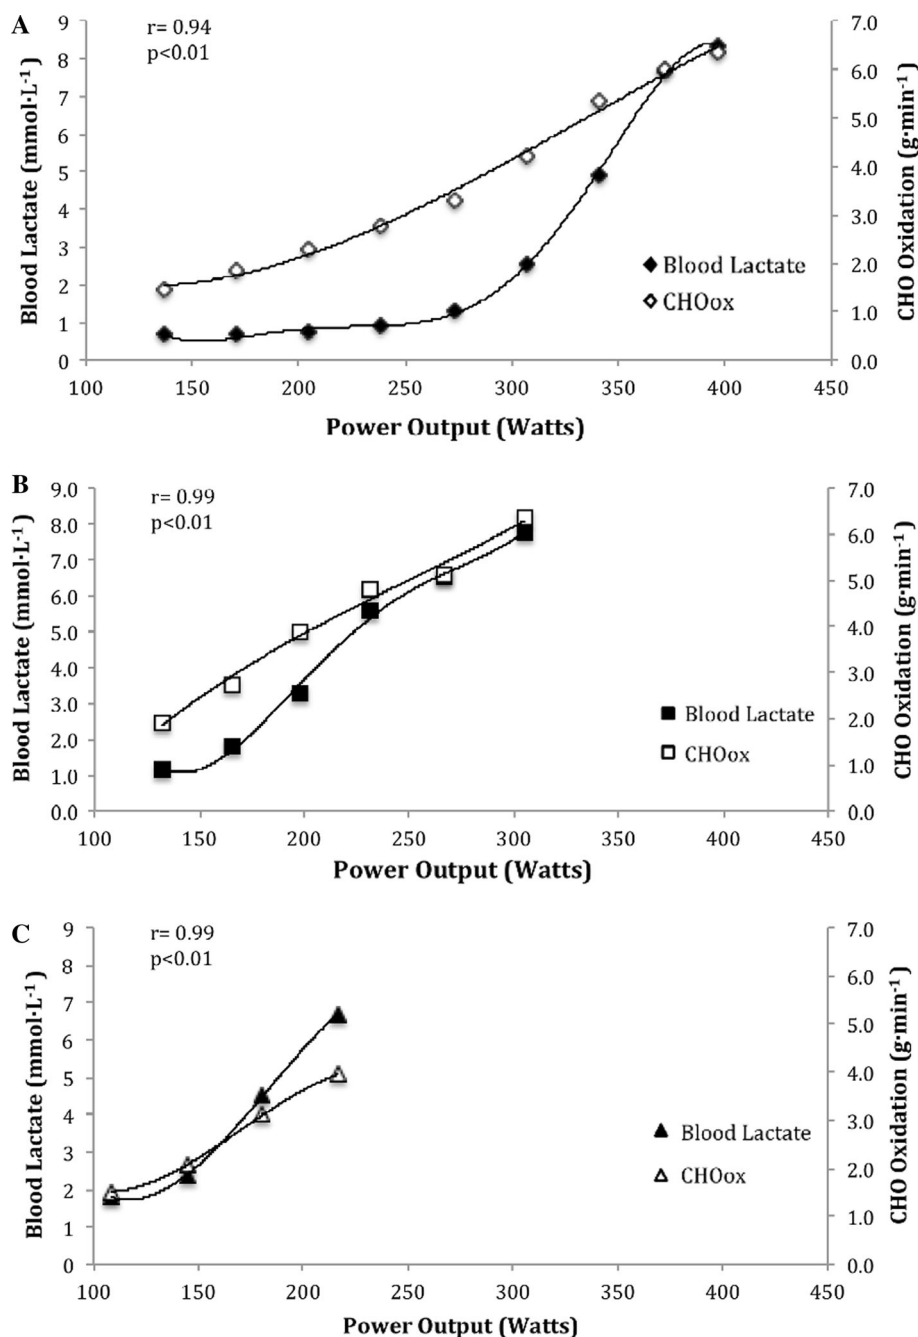 A
r= 0.94
p<0.01
9
8
7
6
5
4
3
2
1
0
Blood Lactate (mmol·L-1)
7.0
6.0
5.0
4.0
3.0
2.0
1.0
0.0
CHO Oxidation (g·min-1)
Blood Lactate
CHOox
100 150 200 250 300 350 400 450
Power Output (Watts)
B
r= 0.99
p<0.01
9.0
8.0
7.0
6.0
5.0
4.0
3.0
2.0
1.0
0.0
Blood Lactate (mmol·L-1)
7.0
6.0
5.0
4.0
3.0
2.0
1.0
0.0
CHO Oxidation (g·min-1)
Blood Lactate
CHOox
100 150 200 250 300 350 400 450
Power Output (Watts)
C
r= 0.99
p<0.01
9
8
7
6
5
4
3
2
1
0
Blood Lactate (mmol·L-1)
7.0
6.0
5.0
4.0
3.0
2.0
1.0
0.0
CHO Oxidation (g·min-1)
Blood Lactate
CHOox
100 150 200 250 300 350 400 450
Power Output (Watts)